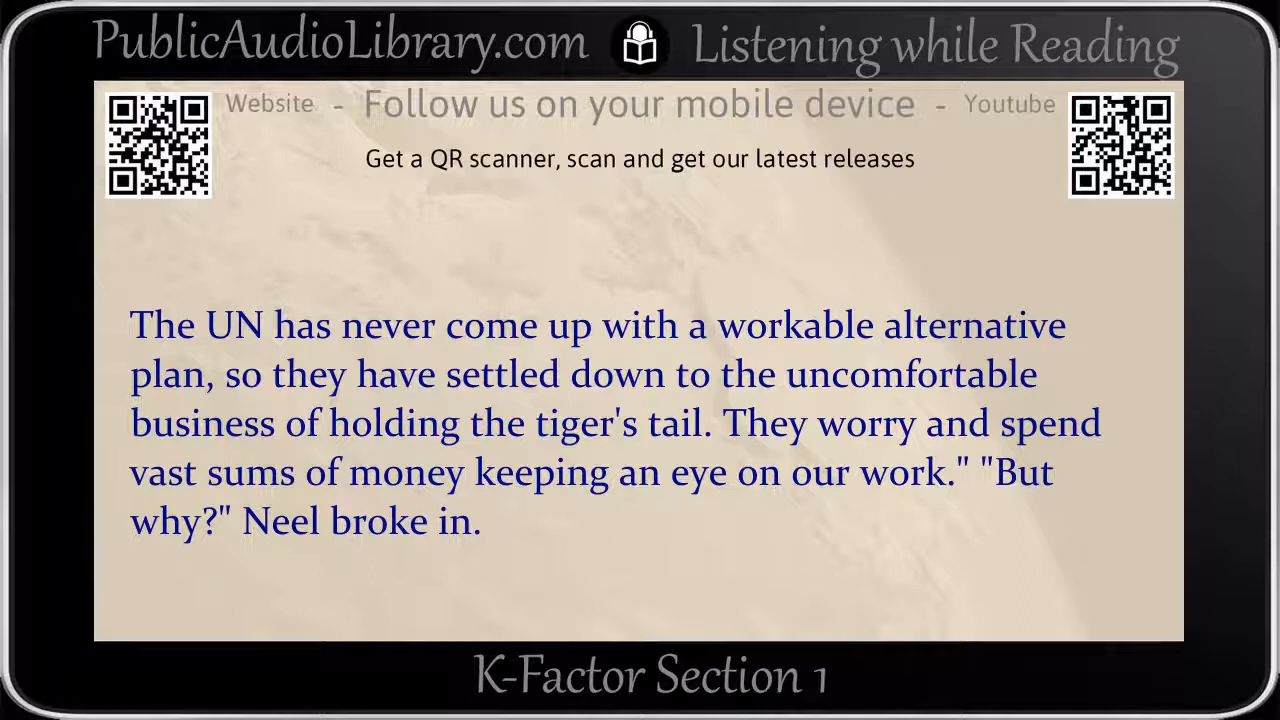 PublicAudioLibrary.com Listening while Reading
Website - Follow us on your mobile device - Youtube
Get a QR scanner, scan and get our latest releases
The UN has never come up with a workable alternative
plan, so they have settled down to the uncomfortable
business of holding the tiger's tail. They worry and spend
vast sums of money keeping an eye on our work." "But
why?" Neel broke in.
K-Factor Section 1